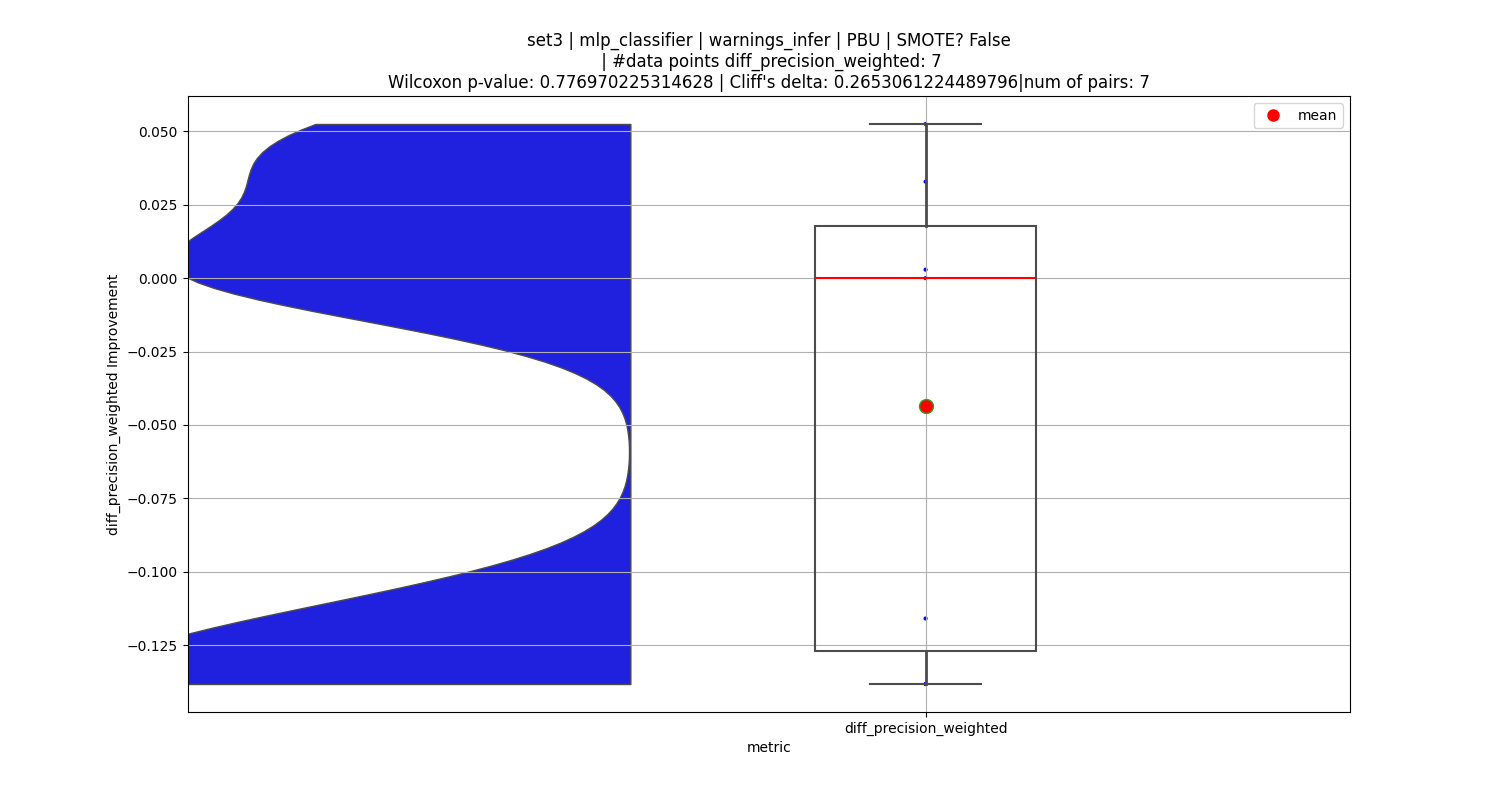 set3 | mlp_classifier | warnings_infer | PBU | SMOTE? False
| #data points diff_precision_weighted: 7
Wilcoxon p-value: 0.776970225314628 | Cliff's delta: 0.2653061224489796|num of pairs: 7
mean
0.050
0.025
0.000
−0.025
−0.050
−0.075
−0.100
−0.125
diff_precision_weighted Improvement
diff_precision_weighted
metric